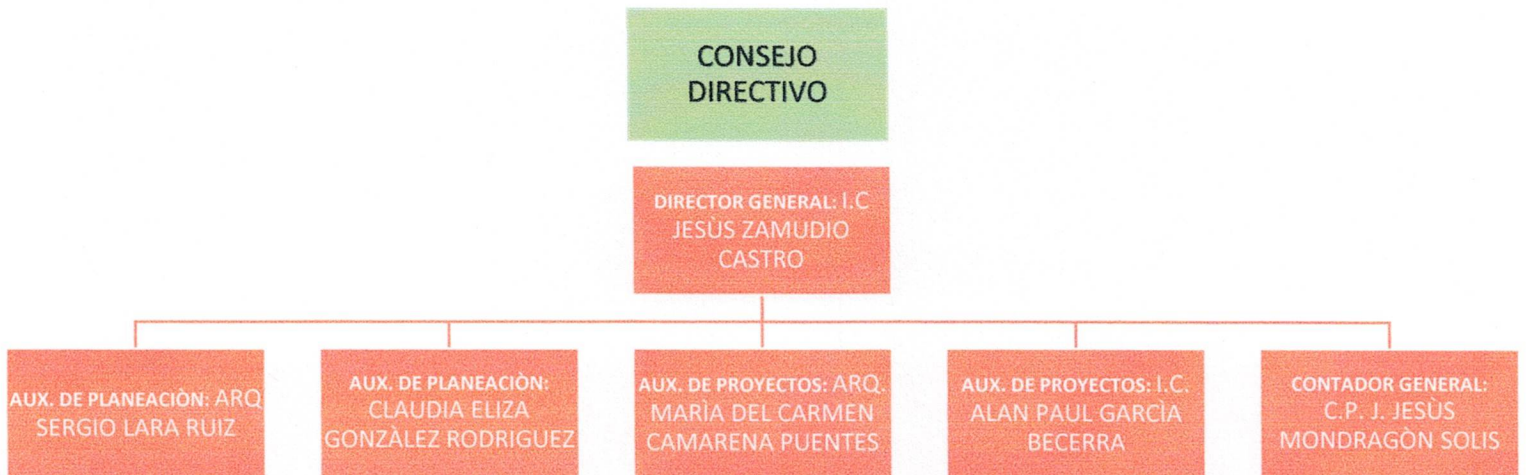 CONSEJO
DIRECTIVO
DIRECTOR GENERAL: I.C
JESÙS ZAMUDIO
CASTRO
AUX. DE PLANEACIÒN: ARQ
SERGIO LARA RUIZ
AUX. DE PLANEACIÒN:
CLAUDIA ELIZA
GONZÀLEZ RODRIGUEZ
AUX. DE PROYECTOS: ARQ.
MARÌA DEL CARMEN
CAMARENA PUENTES
AUX. DE PROYECTOS: I.C.
ALAN PAUL GARCÌA
BECERRA
CONTADOR GENERAL:
C.P. J. JESÙS
MONDRAGÒN SOLIS